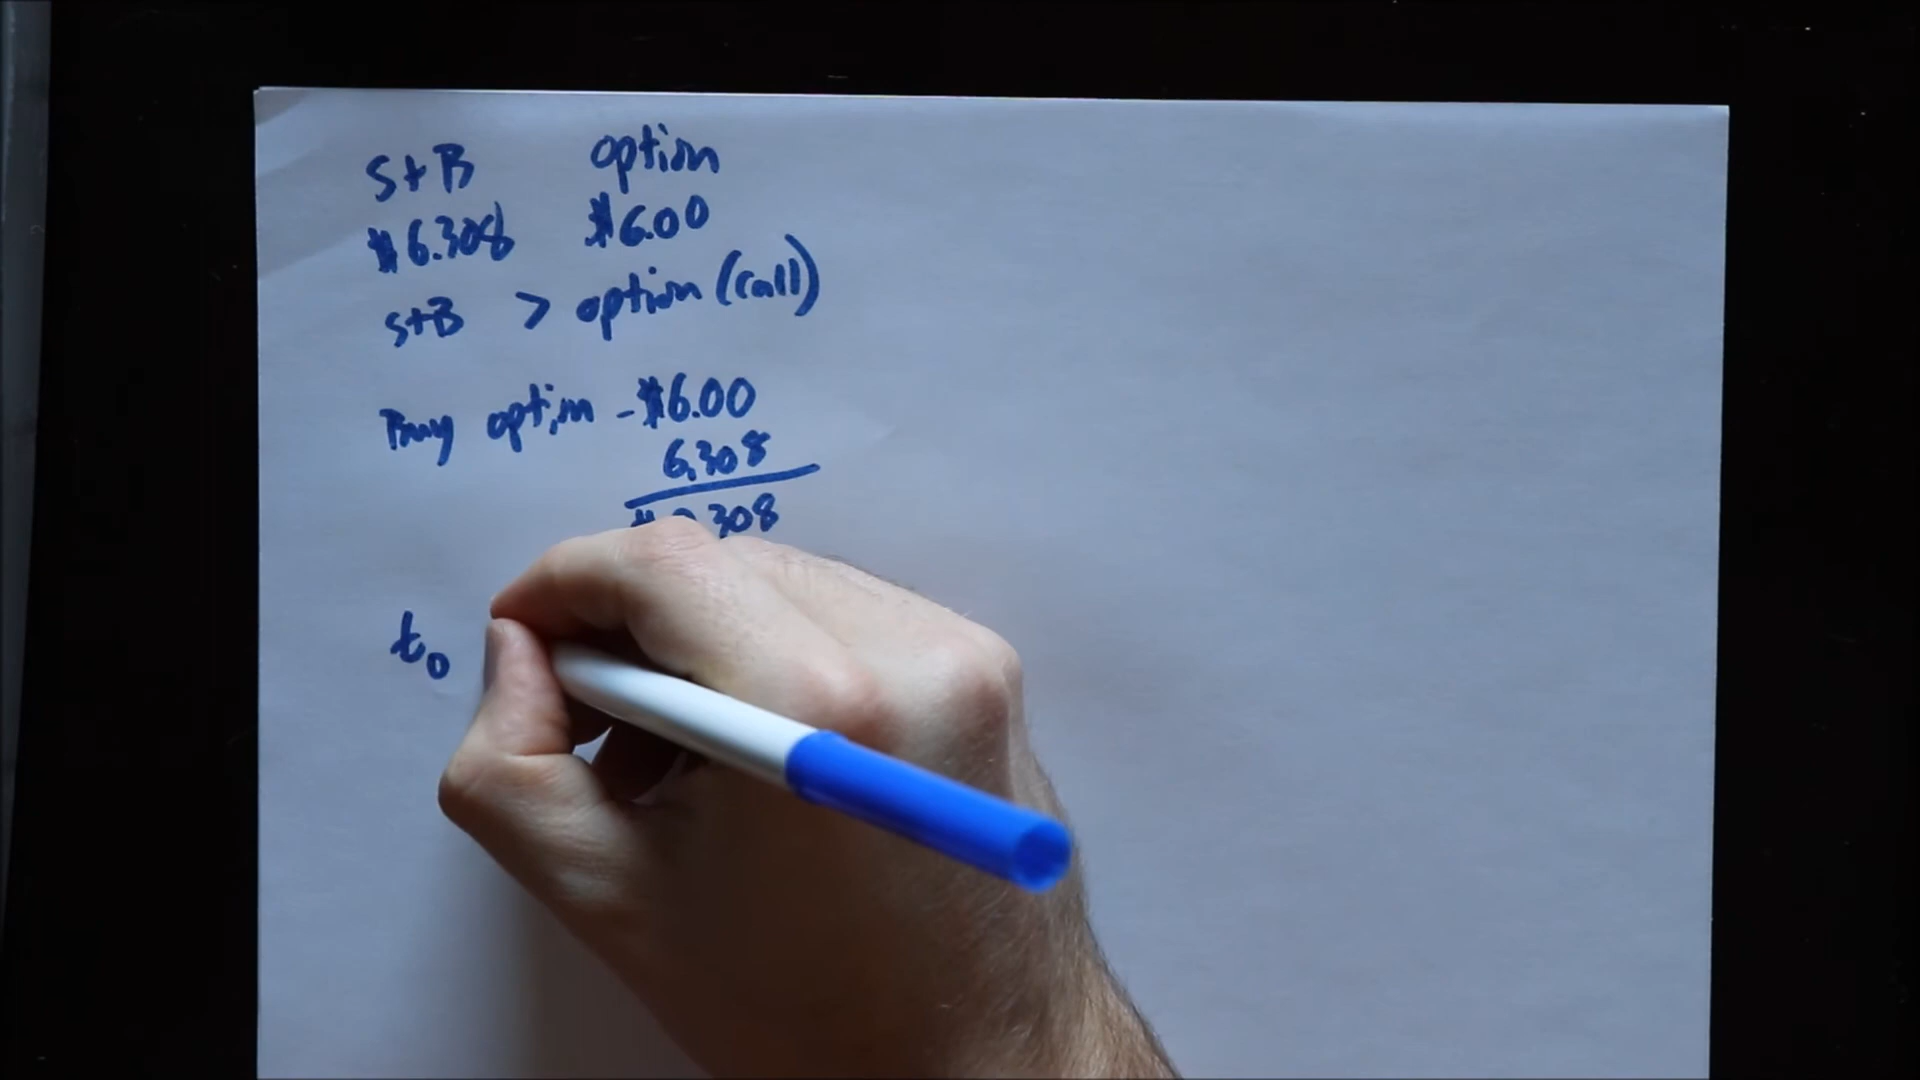 S+B option
$6.308 $6.00
S+B > option (call)
Buy option -$6.00
6.308
308
t0